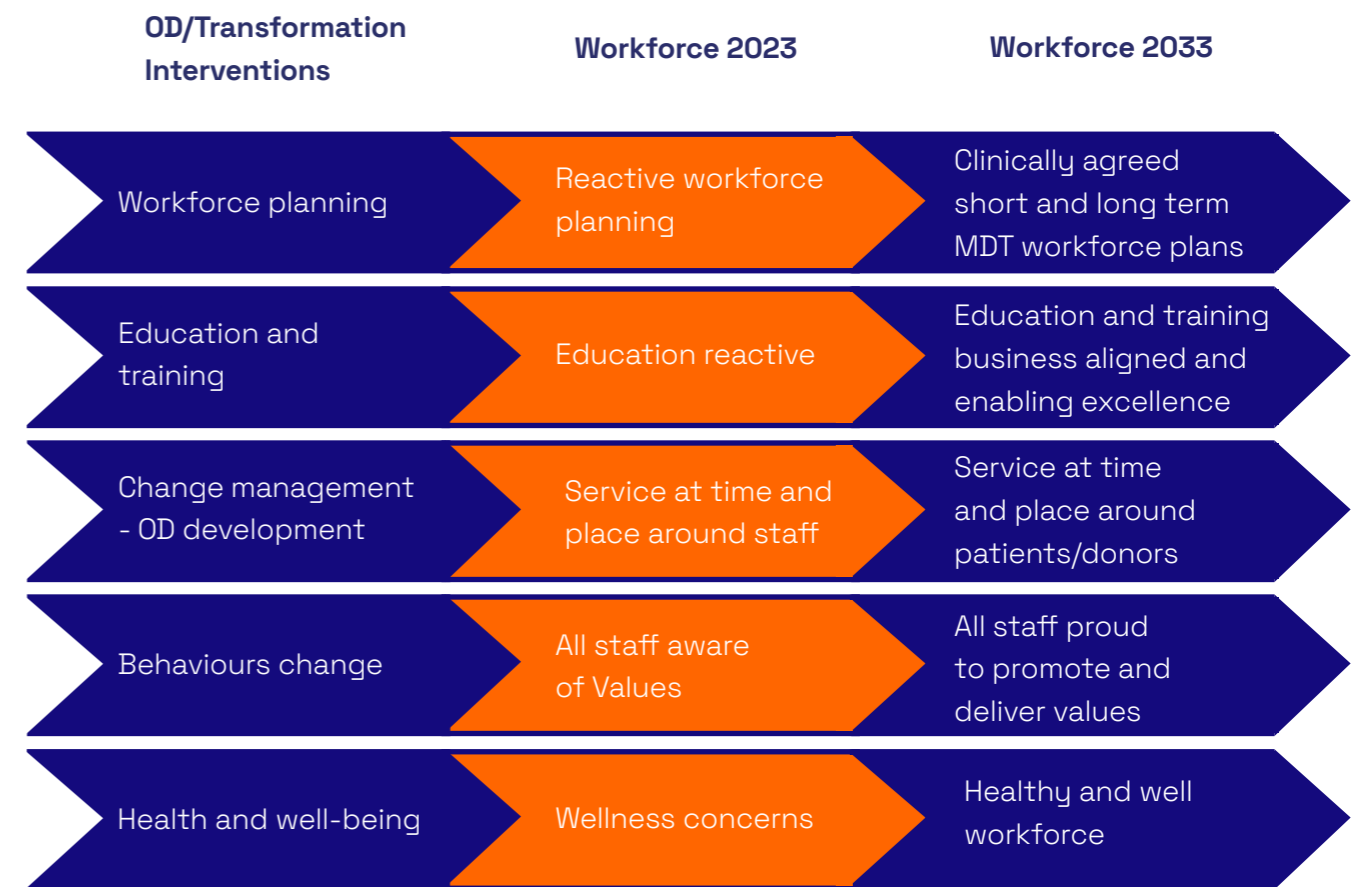 OD/Transformation
Interventions
Workforce 2023
Workforce 2033
Workforce planning
Reactive workforce
planning
Clinically agreed
short and long term
MDT workforce plans
Education and
training
Education reactive
Education and training
business aligned and
enabling excellence
Change management
- OD development
Service at time and
place around staff
Service at time
and place around
patients/donors
Behaviours change
All staff aware
of Values
All staff proud
to promote and
deliver values
Health and well-being
Wellness concerns
Healthy and well
workforce